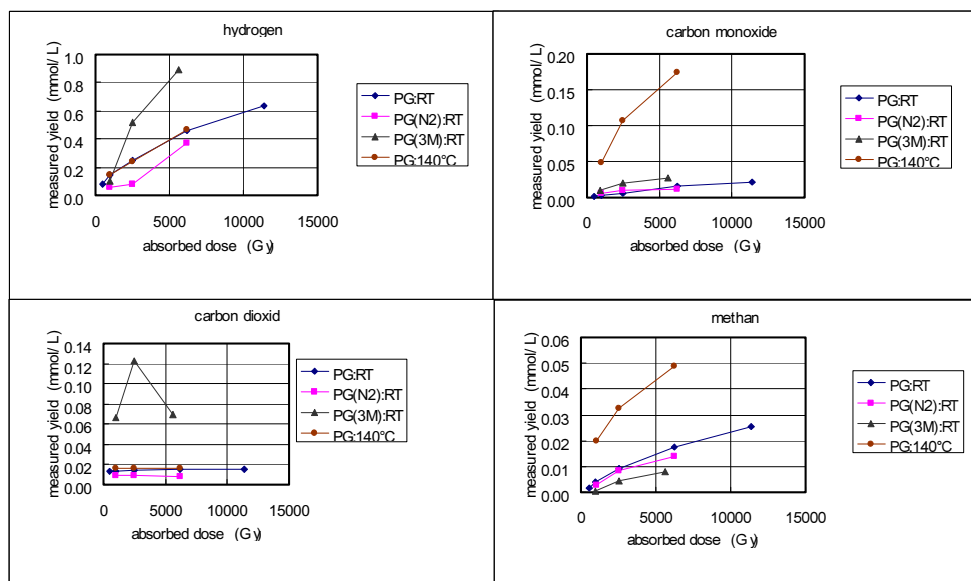 hydrogen
measured yield (mmol/ L)
1.0
0.8
0.6
0.4
0.2
0.0
0 5000 10000 15000
absorbed dose (Gy)
PG:RT
PG(N2):RT
PG(3M):RT
PG:140°C
carbon monoxide
measured yield (mmol/ L)
0.20
0.15
0.10
0.05
0.00
0 5000 10000 15000
absorbed dose (Gy)
PG:RT
PG(N2):RT
PG(3M):RT
PG:140°C
carbon dioxid
measured yield (mmol/ L)
0.14
0.12
0.10
0.08
0.06
0.04
0.02
0.00
0 5000 10000 15000
absorbed dose (Gy)
PG:RT
PG(N2):RT
PG(3M):RT
PG:140°C
methan
measured yield (mmol/ L)
0.06
0.05
0.04
0.03
0.02
0.01
0.00
0 5000 10000 15000
absorbed dose (Gy)
PG:RT
PG(N2):RT
PG(3M):RT
PG:140°C